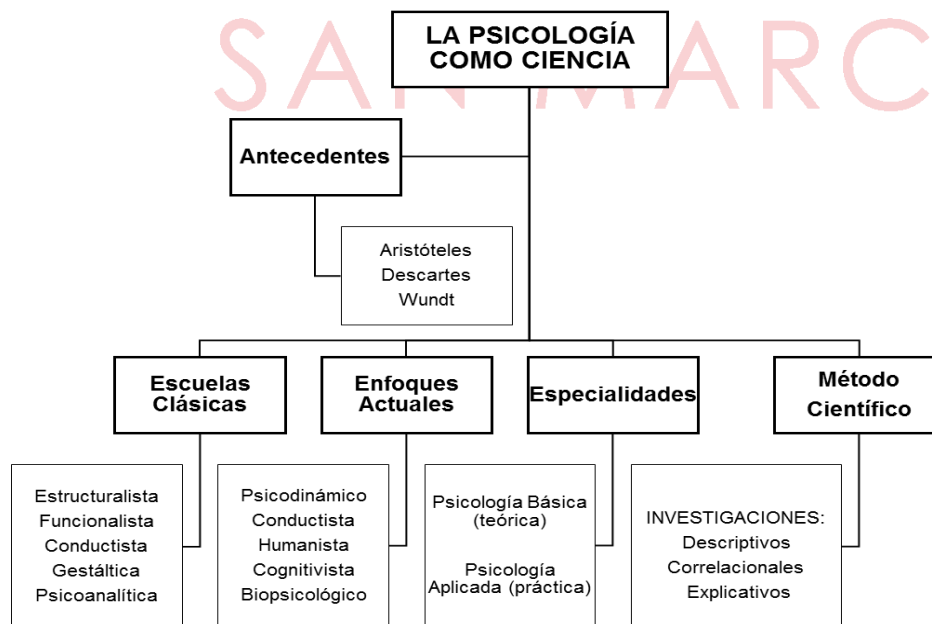 SAN MARC
LA PSICOLOGÍA
COMO CIENCIA
Antecedentes
Aristóteles
Descartes
Wundt
Escuelas
Clásicas
Enfoques
Actuales
Especialidades
Método
Científico
Estructuralista
Funcionalista
Conductista
Gestáltica
Psicoanalítica
Psicodinámico
Conductista
Humanista
Cognitivista
Biopsicológico
Psicología Básica
(teórica)
Psicología
Aplicada (práctica)
INVESTIGACIONES:
Descriptivos
Correlacionales
Explicativos